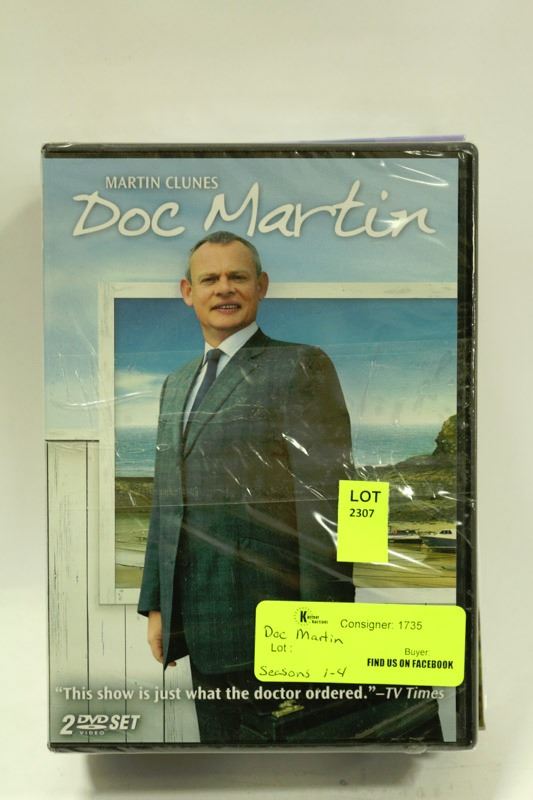 MARTIN CLUNES
Doc Martin
LOT
2307
Consigner: 1735
Doc Martin
Lot:
Buyer:
FIND US ON FACEBOOK
Seasons 1-4
"This show is just what the doctor ordered."—TV Times
2 DVD SET
VIDEO